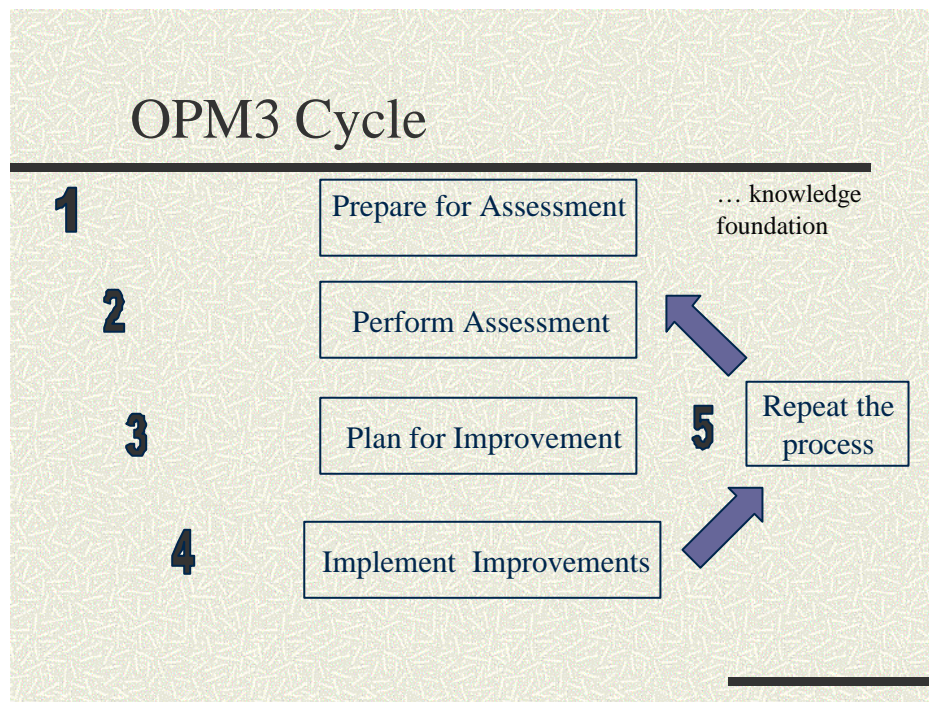 OPM3 Cycle
1
Prepare for Assessment
… knowledge
foundation
2
Perform Assessment
3
Plan for Improvement
5
Repeat the
process
4
Implement Improvements